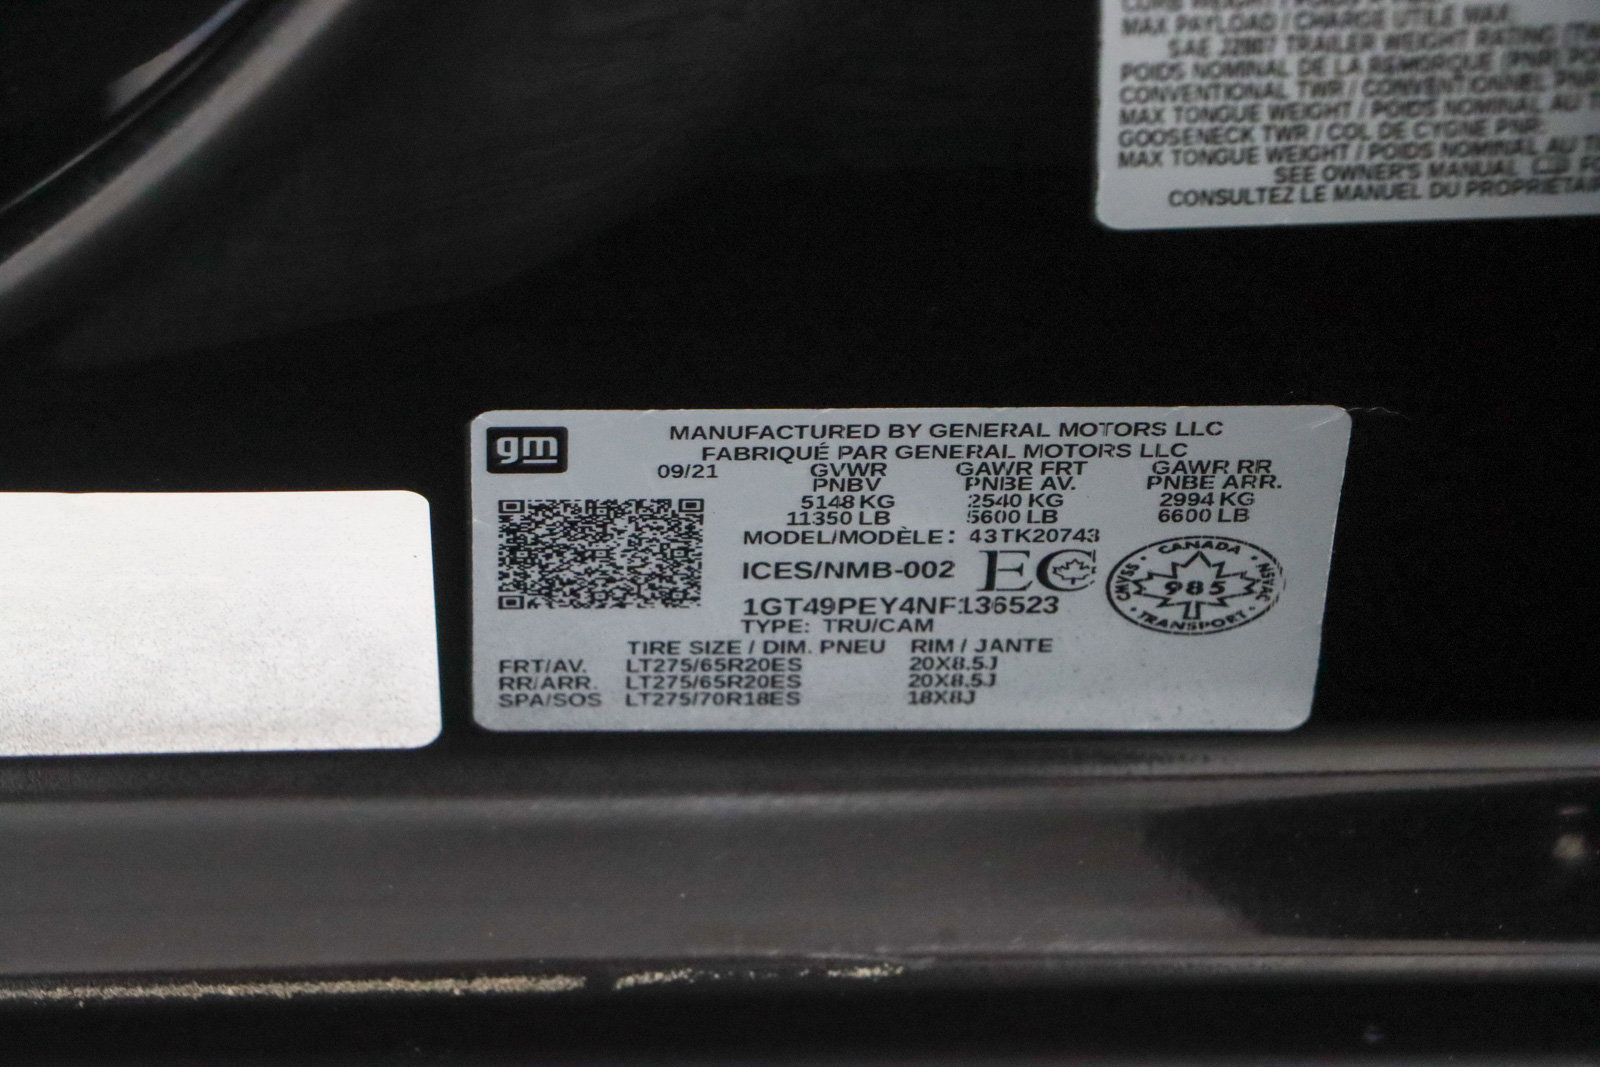 MAX PAYLOAD / CHARGE UTILE MAX:
SAE J2807 TRAILER WEIGHT RATING
POIDS NOMINAL DE LA REMORQUE (PNR)
CONVENTIONAL TWR / CONVENTIONNEL PNR
MAX TONGUE WEIGHT / POIDS NOMINAL AU
GOOSENECK TWR / COL DE CYGNE PNR:
MAX TONGUE WEIGHT / POIDS NOMINAL AU
SEE OWNER'S MANUAL
CONSULTEZ LE MANUEL DU PROPRIÉTAI
gm
MANUFACTURED BY GENERAL MOTORS LLC
FABRIQUÉ PAR GENERAL MOTORS LLC
09/21 GVWR GAWR FRT GAWR RR
PNBV PNBE AV. PNBE ARR.
5148 KG 2540 KG 2994 KG
11350 LB 5600 LB 6600 LB
MODEL/MODÈLE: 43TK20743
ICES/NMB-002 EC
CANADA
CMVSS 985 NSVAC
TRANSPORT
1GT49PEY4NF136523
TYPE: TRU/CAM
TIRE SIZE / DIM. PNEU RIM / JANTE
FRT/AV. LT275/65R20ES 20X8.5J
RR/ARR. LT275/65R20ES 20X8.5J
SPA/SOS LT275/70R18ES 18X8J